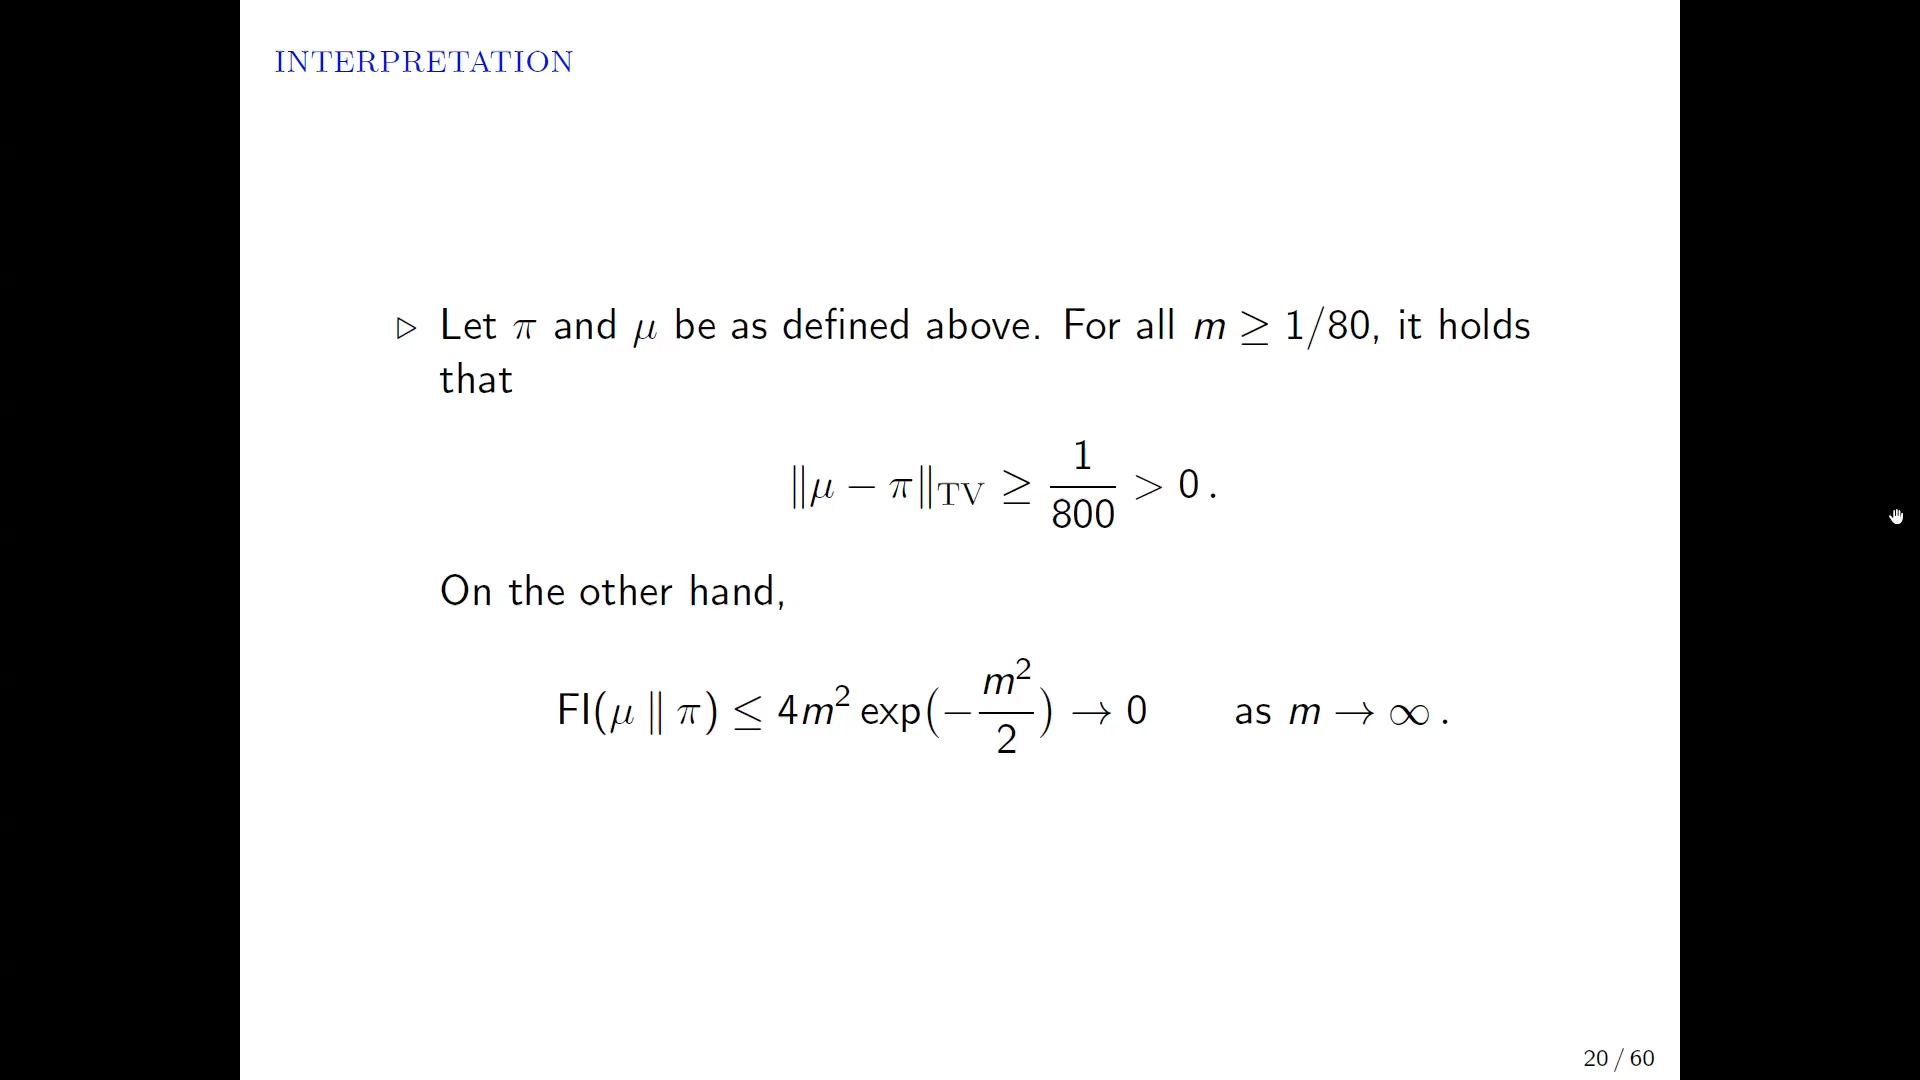 INTERPRETATION
▷ Let π and μ be as defined above. For all m ≥ 1/80, it holds
that
‖μ − π‖_TV ≥ 1/800 > 0 .
On the other hand,
FI(μ ‖ π) ≤ 4m² exp(−m²/2) → 0 as m → ∞ .
20 / 60